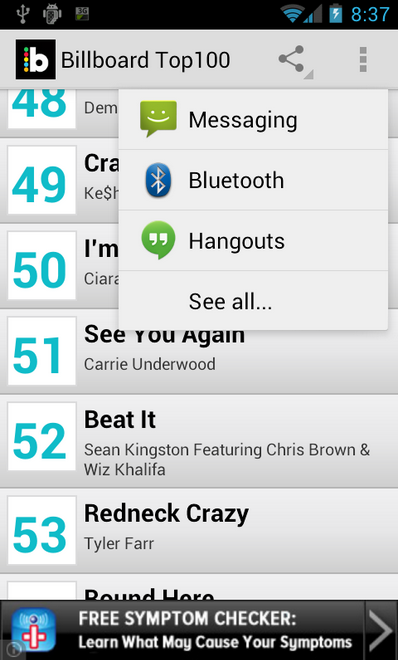 3G
8:37
b Billboard Top100
48
Dem
Messaging
49
Cra
Ke$h
Bluetooth
50
I'm
Ciara
Hangouts
See all...
51
See You Again
Carrie Underwood
52
Beat It
Sean Kingston Featuring Chris Brown &
Wiz Khalifa
53
Redneck Crazy
Tyler Farr
Round Here
FREE SYMPTOM CHECKER:
Learn What May Cause Your Symptoms